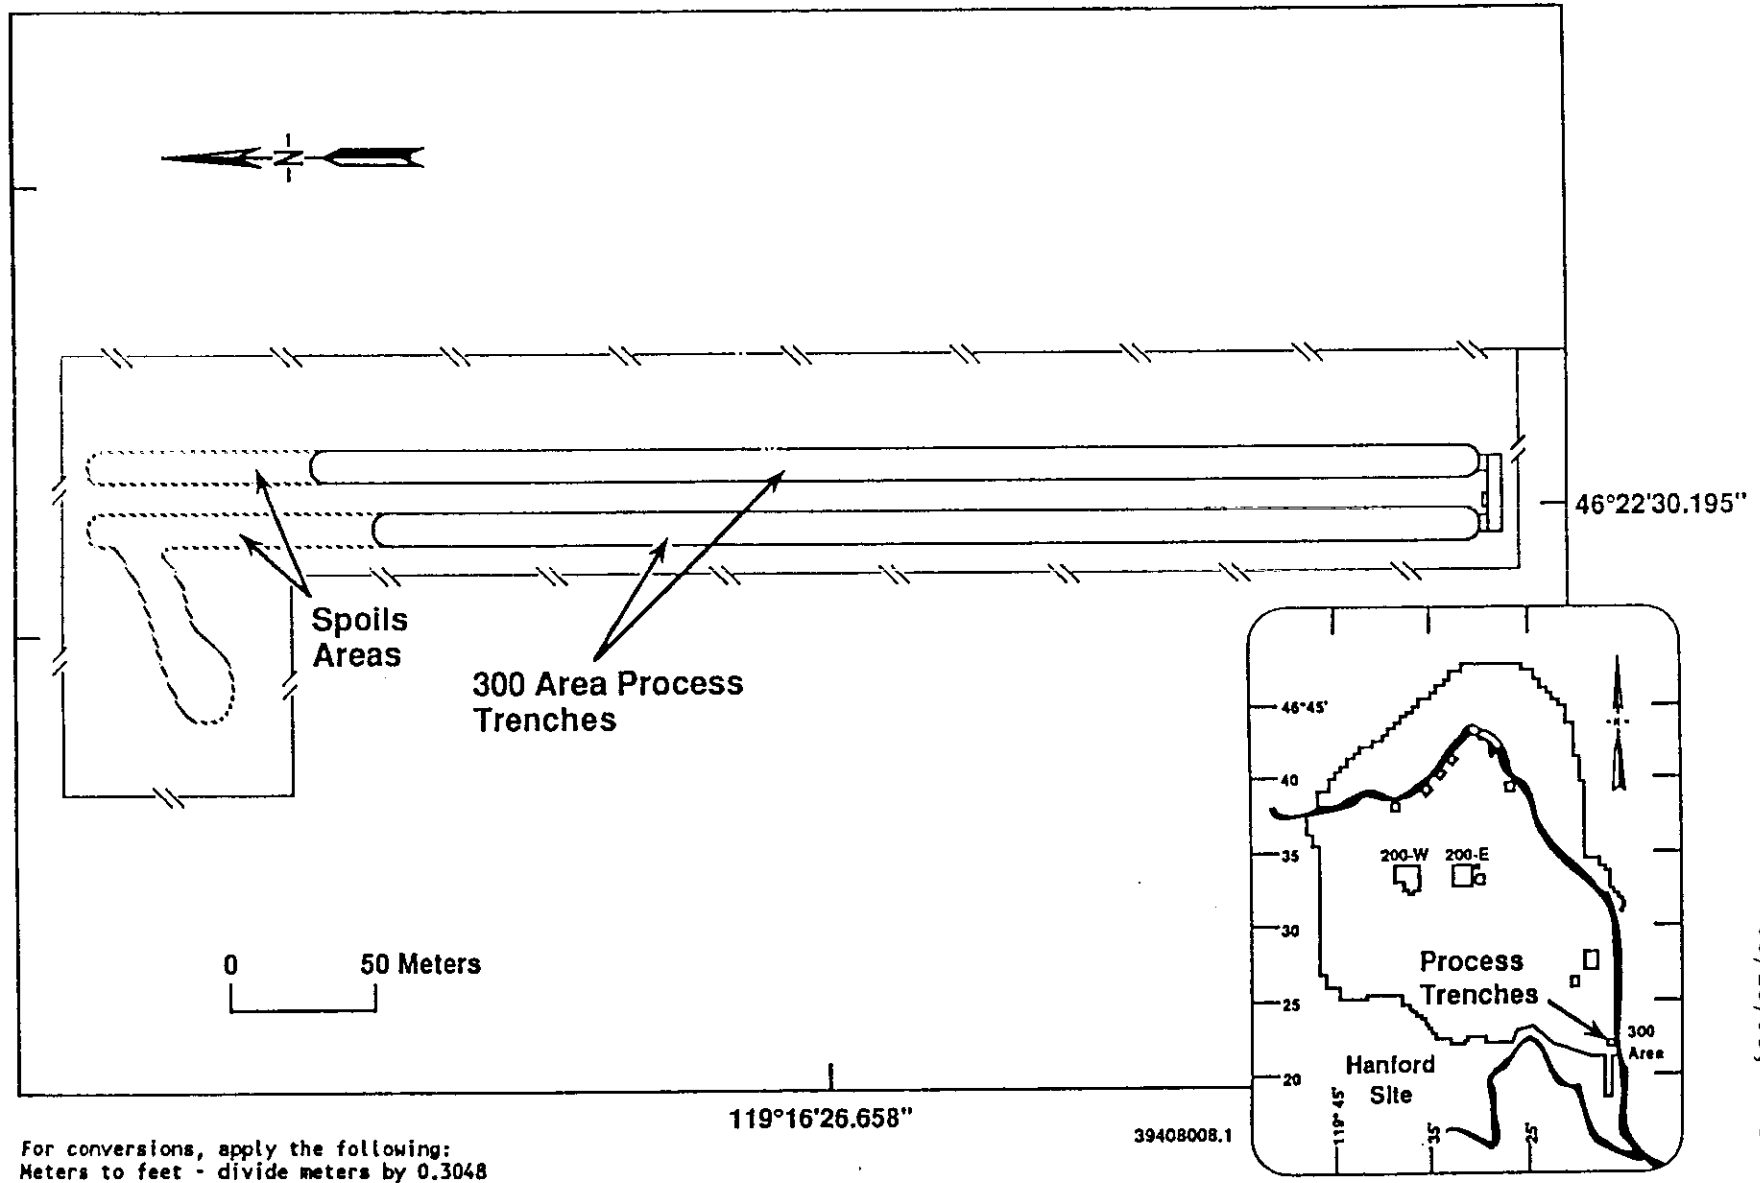 N
46°22'30.195"
Spoils
Areas
300 Area Process
Trenches
0 50 Meters
119°16'26.658"
39408008.1
For conversions, apply the following:
Meters to feet - divide meters by 0.3048
46°45'
40
35
30
25
20
200-W 200-E
Process
Trenches
300
Area
Hanford
Site
119° 45'
35'
25'